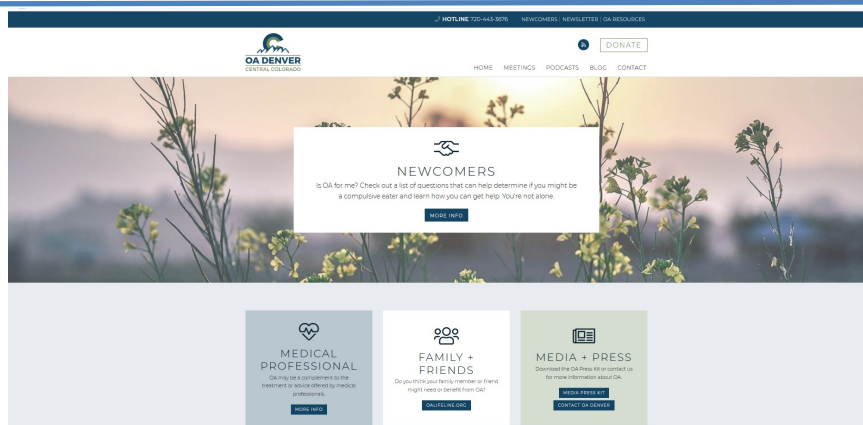 HOTLINE 720-443-3676 NEWCOMERS | NEWSLETTER | OA RESOURCES
DONATE
OA DENVER
CENTRAL COLORADO
HOME MEETINGS PODCASTS BLOG CONTACT
NEWCOMERS
Is OA for me? Check out a list of questions that can help determine if you might be
a compulsive eater and learn how you can get help. You're not alone.
MORE INFO
MEDICAL
PROFESSIONAL
OA may be a complement to the
treatment or advice offered by medical
professionals.
MORE INFO
FAMILY +
FRIENDS
Do you think your family member or friend
might need or benefit from OA?
OALIFELINE.ORG
MEDIA + PRESS
Download the OA Press Kit or contact us
for more information about OA.
MEDIA PRESS KIT
CONTACT OA DENVER